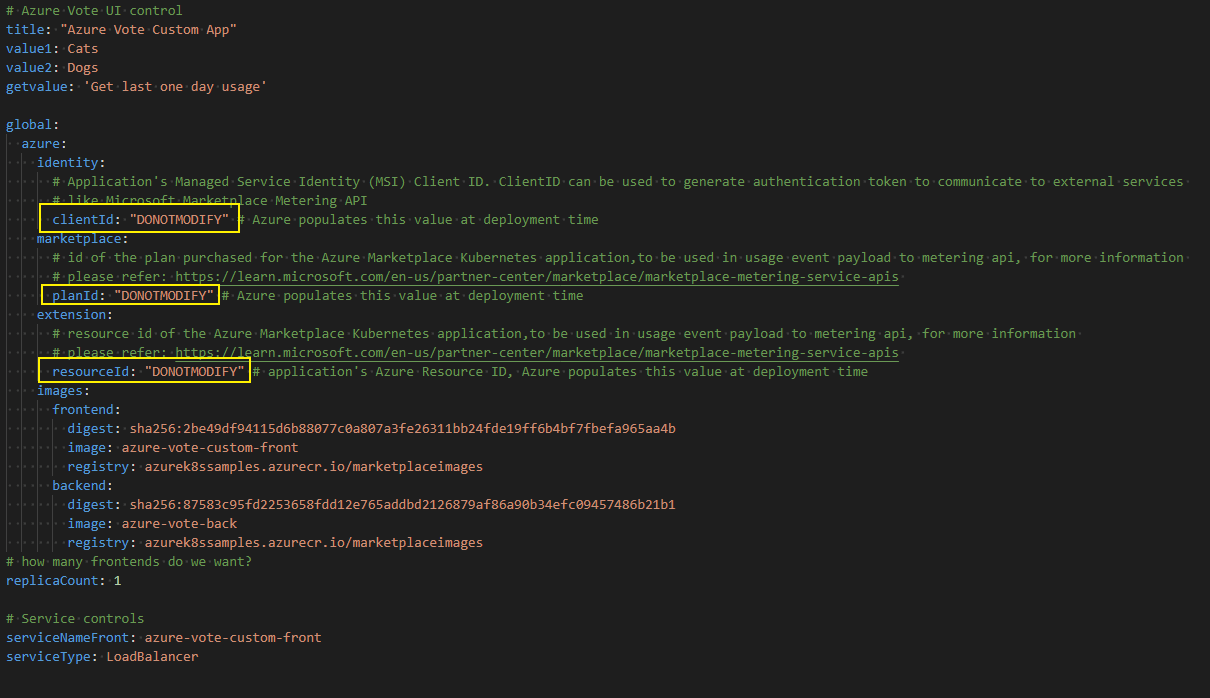 # Azure Vote UI control
title: "Azure Vote Custom App"
value1: Cats
value2: Dogs
getvalue: 'Get last one day usage'
global:
azure:
identity:
# Application's Managed Service Identity (MSI) Client ID. ClientID can be used to generate authentication token to communicate to external services
# like Microsoft Marketplace Metering API
clientId: "DONOTMODIFY" # Azure populates this value at deployment time
marketplace:
# id of the plan purchased for the Azure Marketplace Kubernetes application,to be used in usage event payload to metering api, for more information
# please refer: https://learn.microsoft.com/en-us/partner-center/marketplace/marketplace-metering-service-apis
planId: "DONOTMODIFY" # Azure populates this value at deployment time
extension:
# resource id of the Azure Marketplace Kubernetes application,to be used in usage event payload to metering api, for more information
# please refer: https://learn.microsoft.com/en-us/partner-center/marketplace/marketplace-metering-service-apis
resourceId: "DONOTMODIFY" # application's Azure Resource ID, Azure populates this value at deployment time
images:
frontend:
digest: sha256:2be49df94115d6b88077c0a807a3fe26311bb24fde19ff6b4bf7fbefa965aa4b
image: azure-vote-custom-front
registry: azurek8ssamples.azurecr.io/marketplaceimages
backend:
digest: sha256:87583c95fd2253658fdd12e765addbd2126879af86a90b34efc09457486b21b1
image: azure-vote-back
registry: azurek8ssamples.azurecr.io/marketplaceimages
# how many frontends do we want?
replicaCount: 1
# Service controls
serviceNameFront: azure-vote-custom-front
serviceType: LoadBalancer